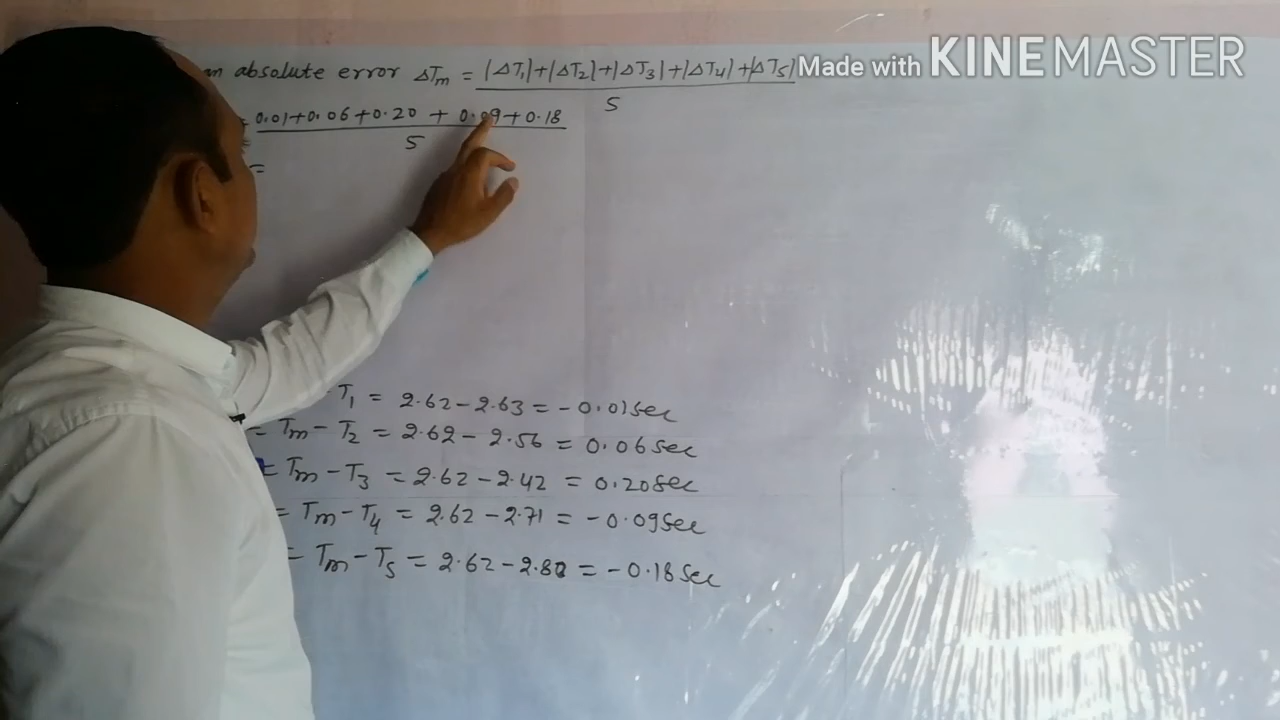 an absolute error ΔTm = |ΔT1|+|ΔT2|+|ΔT3|+|ΔT4|+|ΔT5|
5
Made with KINEMASTER
= 0.01+0.06+0.20 + 0.09+0.18
5
=
- T1 = 2.62-2.63 = -0.01sec
= Tm - T2 = 2.62 - 2.56 = 0.06sec
= Tm - T3 = 2.62 - 2.42 = 0.20sec
= Tm - T4 = 2.62 - 2.71 = -0.09sec
= Tm - T5 = 2.62 - 2.80 = -0.18sec